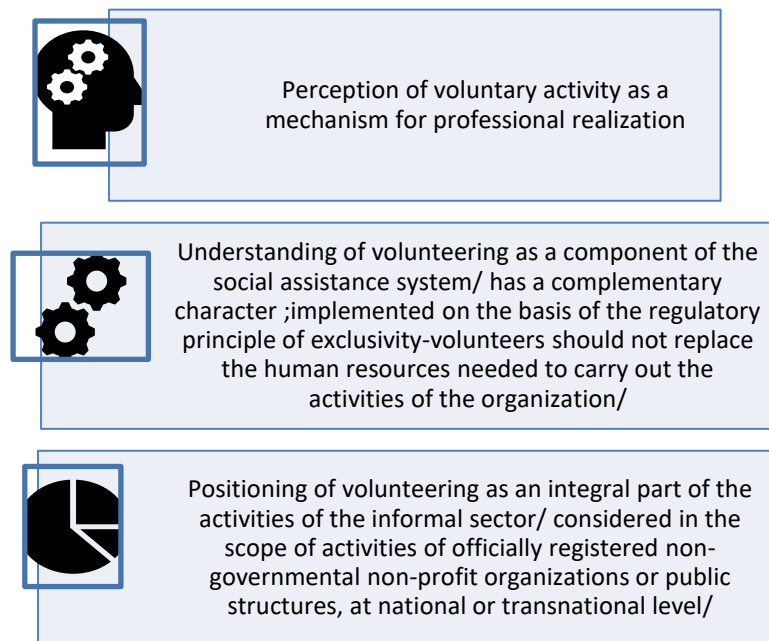 Perception of voluntary activity as a
mechanism for professional realization
Understanding of volunteering as a component of the
social assistance system/ has a complementary
character ;implemented on the basis of the regulatory
principle of exclusivity-volunteers should not replace
the human resources needed to carry out the
activities of the organization/
Positioning of volunteering as an integral part of the
activities of the informal sector/ considered in the
scope of activities of officially registered non-
governmental non-profit organizations or public
structures, at national or transnational level/